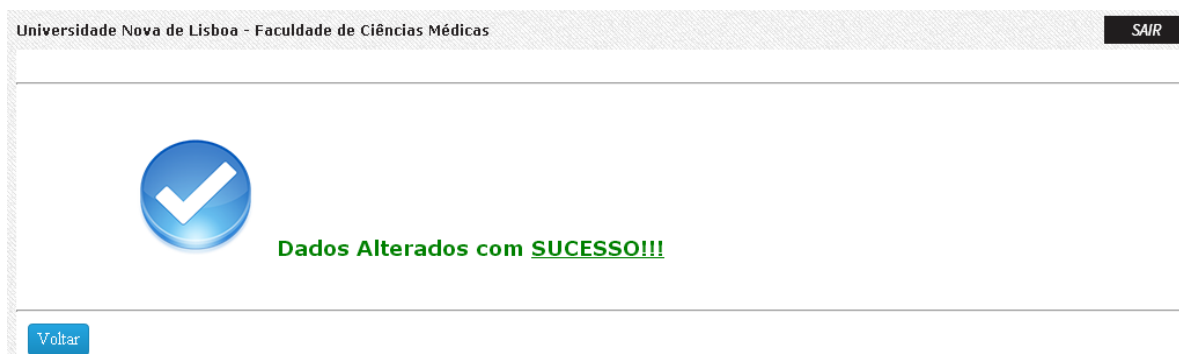 Universidade Nova de Lisboa - Faculdade de Ciências Médicas
SAIR
Dados Alterados com SUCESSO!!!
Voltar